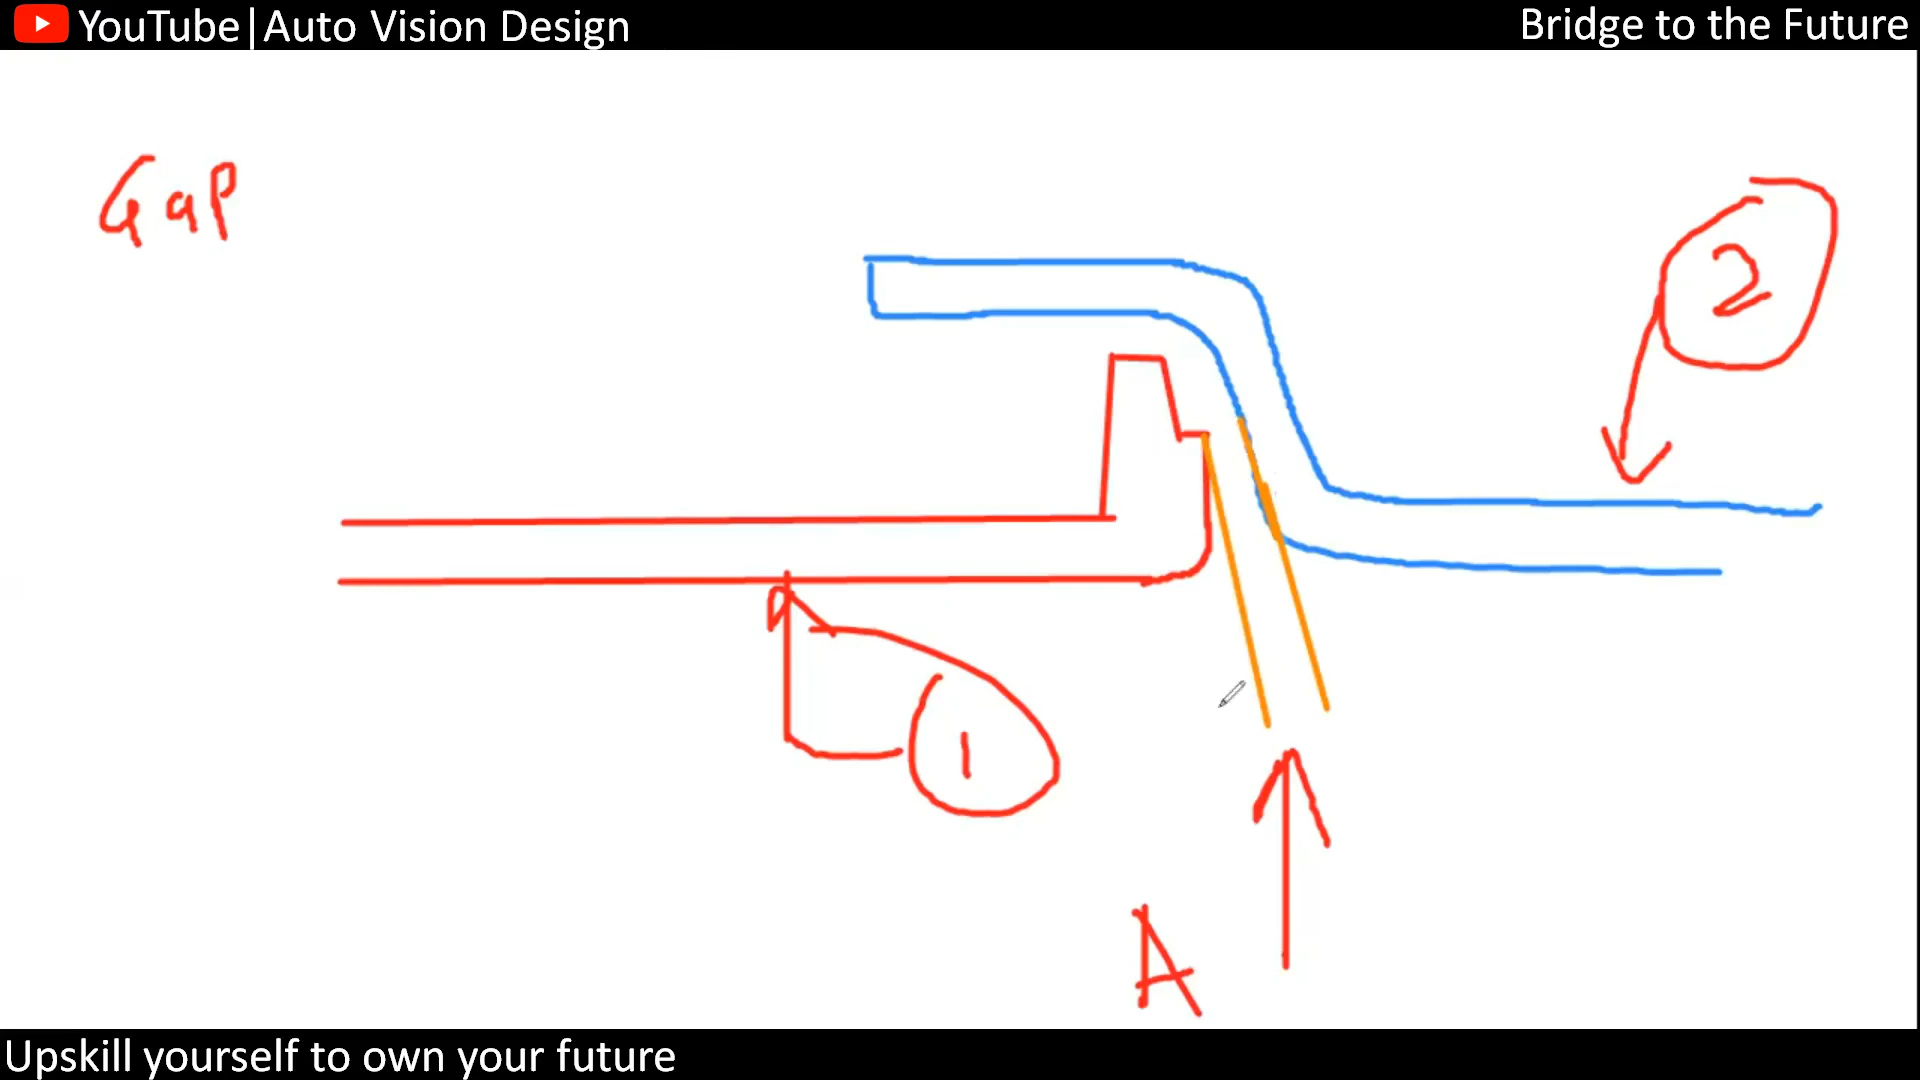 YouTube|Auto Vision Design
Bridge to the Future
GaP
2
1
A
Upskill yourself to own your future